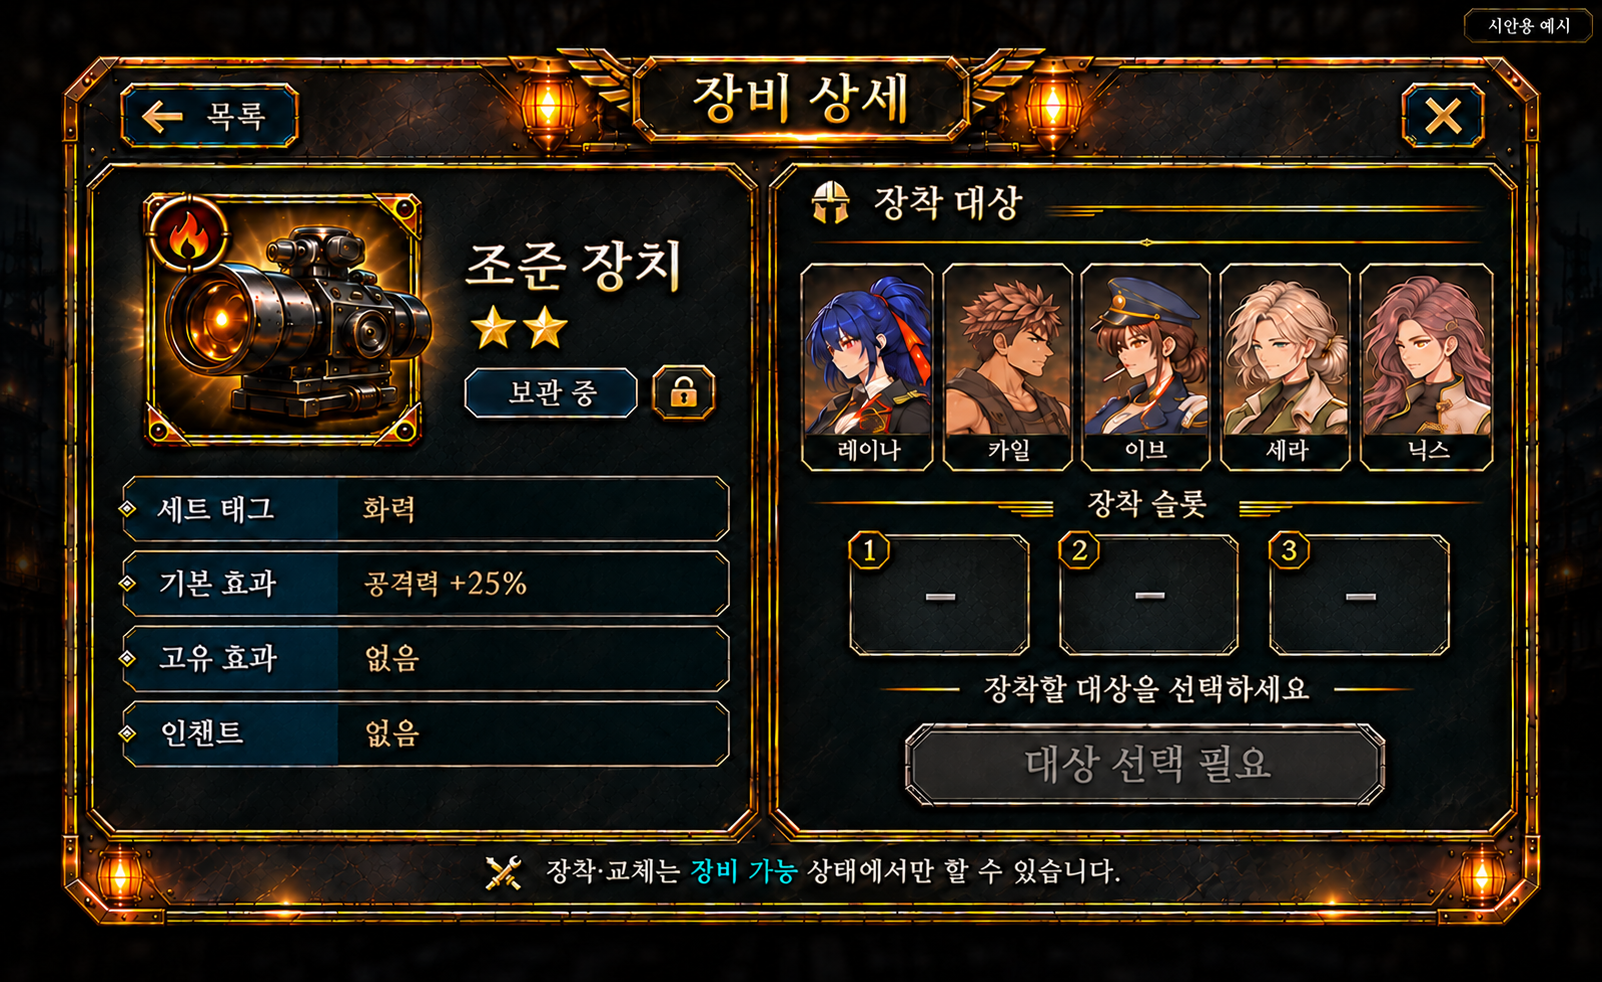 시안용 예시
장비 상세
목록
조준 장치
보관 중
세트 태그 화력
기본 효과 공격력 +25%
고유 효과 없음
인챈트 없음
장착 대상
레이나 카일 이브 세라 닉스
장착 슬롯
1 2 3
– – –
장착할 대상을 선택하세요
대상 선택 필요
장착·교체는 장비 가능 상태에서만 할 수 있습니다.